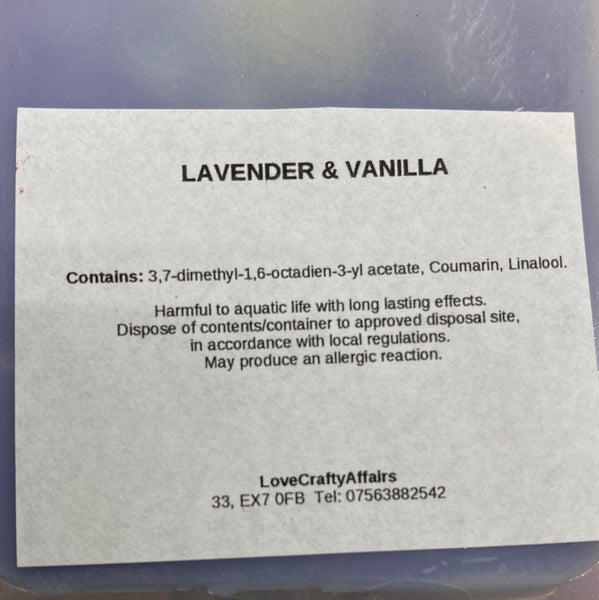 LAVENDER & VANILLA
Contains: 3,7-dimethyl-1,6-octadien-3-yl acetate, Coumarin, Linalool.
Harmful to aquatic life with long lasting effects.
Dispose of contents/container to approved disposal site,
in accordance with local regulations.
May produce an allergic reaction.
LoveCraftyAffairs
33, EX7 0FB Tel: 07563882542